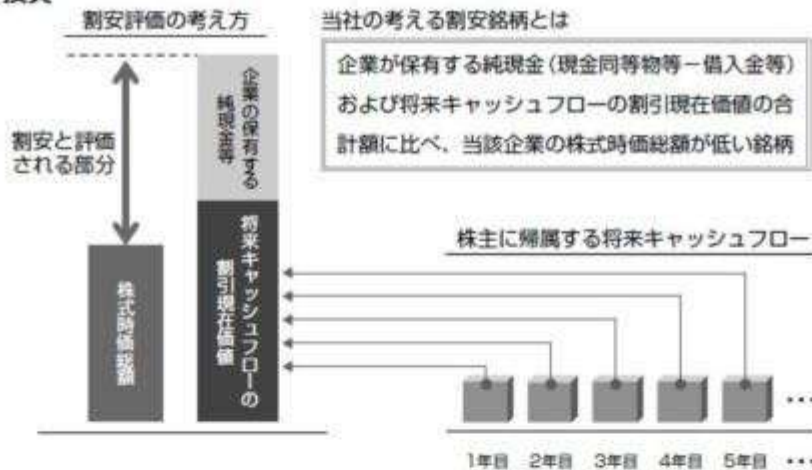 割安評価の考え方
当社の考える割安銘柄とは
企業が保有する純現金（現金同等物等－借入金等）
および将来キャッシュフローの割引現在価値の合
計額に比べ、当該企業の株式時価総額が低い銘柄
割安と評価
される部分
企業の保有する
純現金等
将来キャッシュフローの
割引現在価値
株式時価総額
株主に帰属する将来キャッシュフロー
1年目 2年目 3年目 4年目 5年目 …